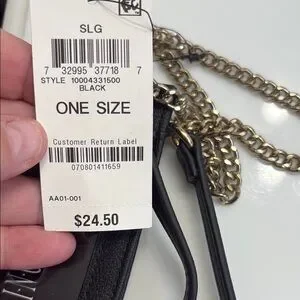 SLG
7 32995 37718 7
STYLE 10004331500
BLACK
ONE SIZE
Customer Return Label
070801411659
AA01-001
$24.50